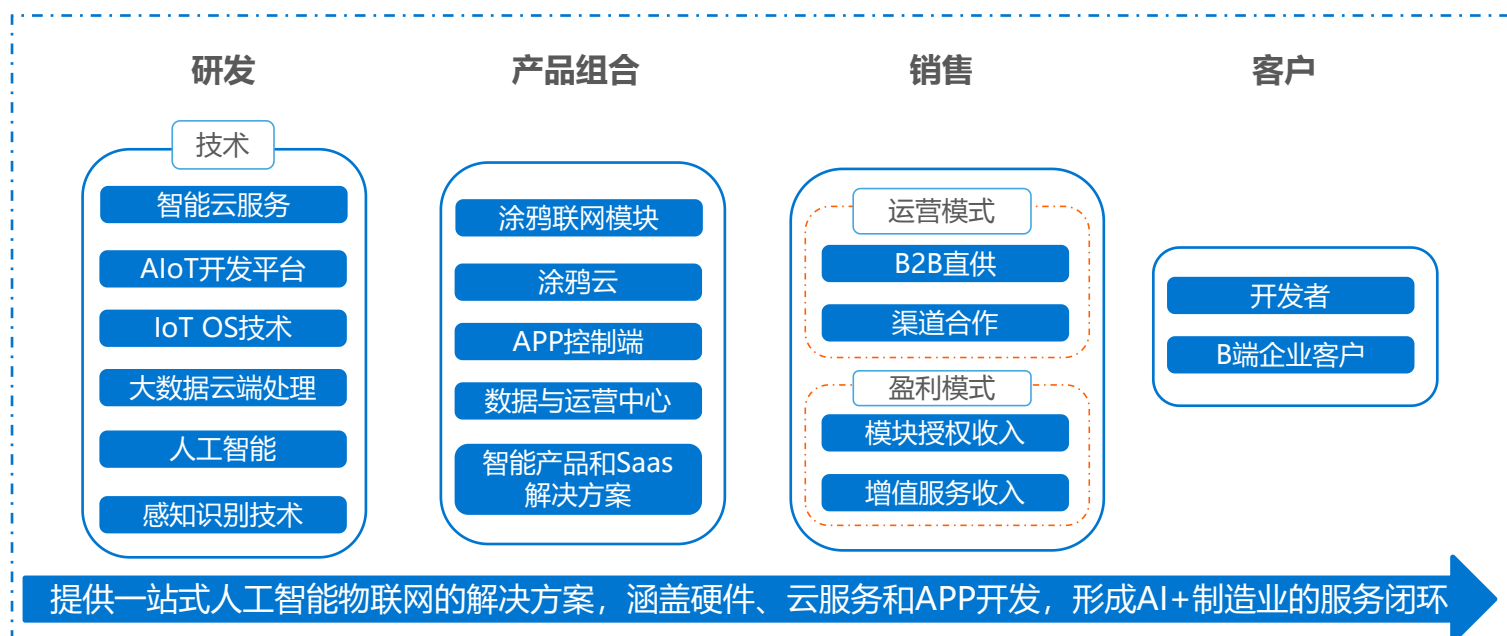 研发
产品组合
销售
客户
技术
智能云服务
AIoT开发平台
IoT OS技术
大数据云端处理
人工智能
感知识别技术
涂鸦联网模块
涂鸦云
APP控制端
数据与运营中心
智能产品和Saas
解决方案
运营模式
B2B直供
渠道合作
盈利模式
模块授权收入
增值服务收入
开发者
B端企业客户
提供一站式人工智能物联网的解决方案，涵盖硬件、云服务和APP开发，形成AI+制造业的服务闭环